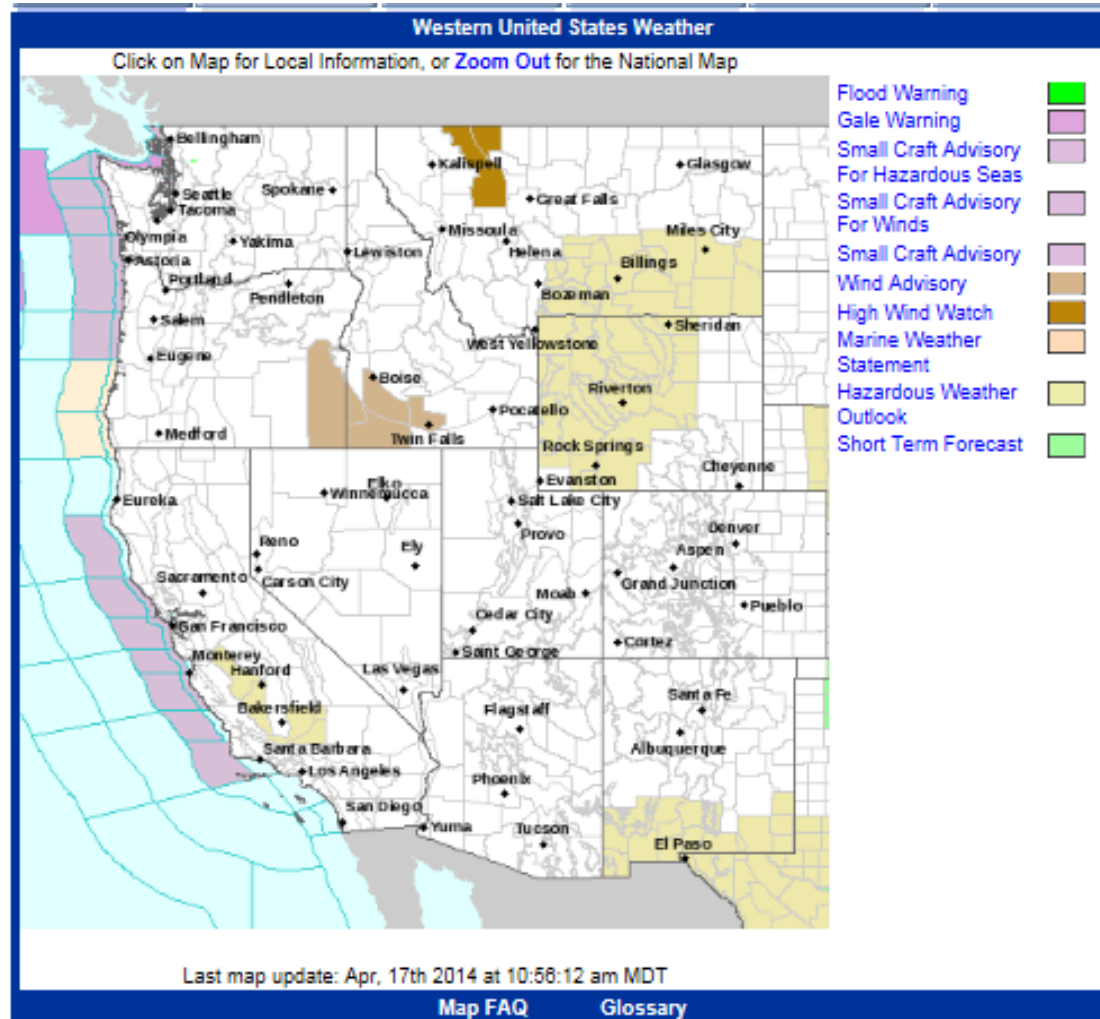 Western United States Weather
Click on Map for Local Information, or Zoom Out for the National Map
Flood Warning
Gale Warning
Small Craft Advisory
For Hazardous Seas
Small Craft Advisory
For Winds
Small Craft Advisory
Wind Advisory
High Wind Watch
Marine Weather
Statement
Hazardous Weather
Outlook
Short Term Forecast
Bellingham
Kalispell
Glasgow
Seattle
Spokane
Great Falls
Tacoma
Olympia
Yakima
Missoula
Miles City
Astoria
Lewiston
Helena
Billings
Portland
Pendleton
Bozeman
Salem
West Yellowstone
Sheridan
Eugene
Boise
Riverton
Pocatello
Medford
Twin Falls
Rock Springs
Cheyenne
Elko
Evanston
Eureka
Winnemucca
Salt Lake City
Provo
Denver
Reno
Ely
Aspen
Sacramento
Carson City
Moab
Grand Junction
Pueblo
Cedar City
San Francisco
Cortez
Saint George
Monterey
Hanford
Las Vegas
Santa Fe
Bakersfield
Flagstaff
Albuquerque
Santa Barbara
Los Angeles
Phoenix
San Diego
Yuma
Tucson
El Paso
Last map update: Apr, 17th 2014 at 10:56:12 am MDT
Map FAQ Glossary